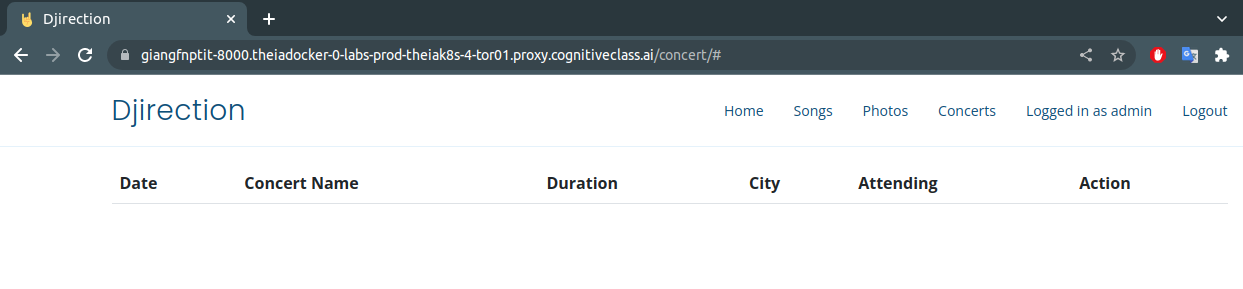 Djirection
giangfnptit-8000.theiadocker-0-labs-prod-theiak8s-4-tor01.proxy.cognitiveclass.ai/concert/#
Djirection Home Songs Photos Concerts Logged in as admin Logout
Date Concert Name Duration City Attending Action